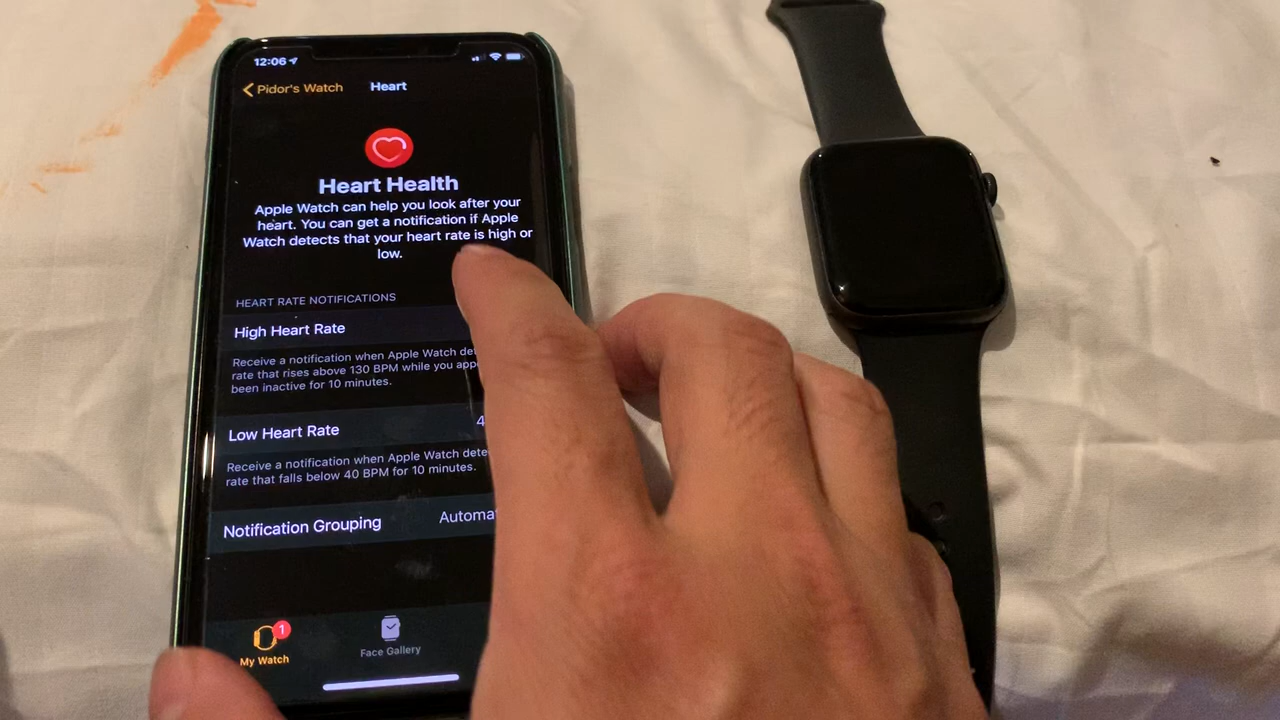 12:06
Pidor's Watch
Heart
Heart Health
Apple Watch can help you look after your
heart. You can get a notification if Apple
Watch detects that your heart rate is high or
low.
HEART RATE NOTIFICATIONS
High Heart Rate
Receive a notification when Apple Watch
rate that rises above 130 BPM while you
been inactive for 10 minutes.
Low Heart Rate 4
Receive a notification when Apple Watch
rate that falls below 40 BPM for 10 minutes.
Notification Grouping Automa
1
My Watch
Face Gallery